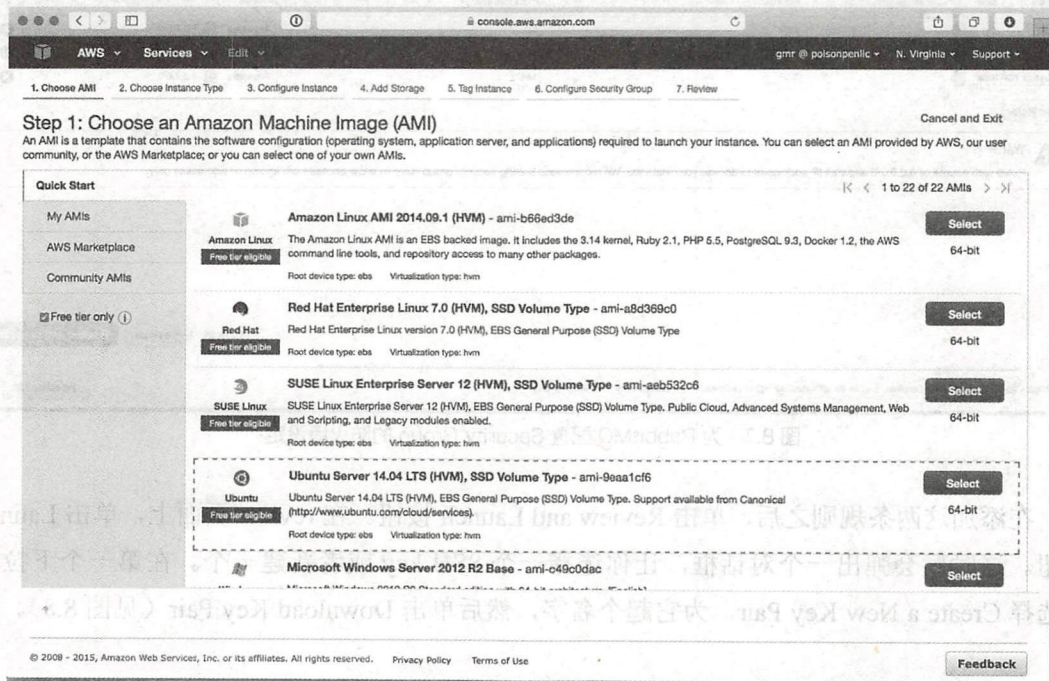 console.aws.amazon.com
AWS Services Edit gmr @ poisonpenllc N. Virginia Support
1. Choose AMI 2. Choose Instance Type 3. Configure Instance 4. Add Storage 5. Tag Instance 6. Configure Security Group 7. Review
Step 1: Choose an Amazon Machine Image (AMI) Cancel and Exit
An AMI is a template that contains the software configuration (operating system, application server, and applications) required to launch your instance. You can select an AMI provided by AWS, our user
community, or the AWS Marketplace; or you can select one of your own AMIs.
Quick Start
1 to 22 of 22 AMIs
My AMIs
AWS Marketplace
Community AMIs
Free tier only
Amazon Linux
Free tier eligible
Amazon Linux AMI 2014.09.1 (HVM) - ami-b66ed3de
The Amazon Linux AMI is an EBS backed image. It includes the 3.14 kernel, Ruby 2.1, PHP 5.5, PostgreSQL 9.3, Docker 1.2, the AWS
command line tools, and repository access to many other packages.
Root device type: ebs Virtualization type: hvm
Select
64-bit
Red Hat
Free tier eligible
Red Hat Enterprise Linux 7.0 (HVM), SSD Volume Type - ami-a8d369c0
Red Hat Enterprise Linux version 7.0 (HVM), EBS General Purpose (SSD) Volume Type
Root device type: ebs Virtualization type: hvm
Select
64-bit
SUSE Linux
Free tier eligible
SUSE Linux Enterprise Server 12 (HVM), SSD Volume Type - ami-aeb532c6
SUSE Linux Enterprise Server 12 (HVM), EBS General Purpose (SSD) Volume Type. Public Cloud, Advanced Systems Management, Web
and Scripting, and Legacy modules enabled.
Root device type: ebs Virtualization type: hvm
Select
64-bit
Ubuntu
Free tier eligible
Ubuntu Server 14.04 LTS (HVM), SSD Volume Type - ami-9eaa1cf6
Ubuntu Server 14.04 LTS (HVM), EBS General Purpose (SSD) Volume Type. Support available from Canonical
(http://www.ubuntu.com/cloud/services).
Root device type: ebs Virtualization type: hvm
Select
64-bit
Microsoft Windows Server 2012 R2 Base - ami-c49c0dac
Select
© 2008 - 2015, Amazon Web Services, Inc. or its affiliates. All rights reserved. Privacy Policy Terms of Use
Feedback